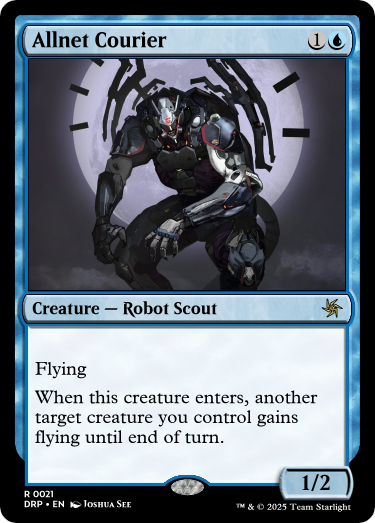 Allnet Courier 1
Creature — Robot Scout
Flying
When this creature enters, another
target creature you control gains
flying until end of turn.
1/2
R 0021
DRP • EN Joshua See
™ & © 2025 Team Starlight